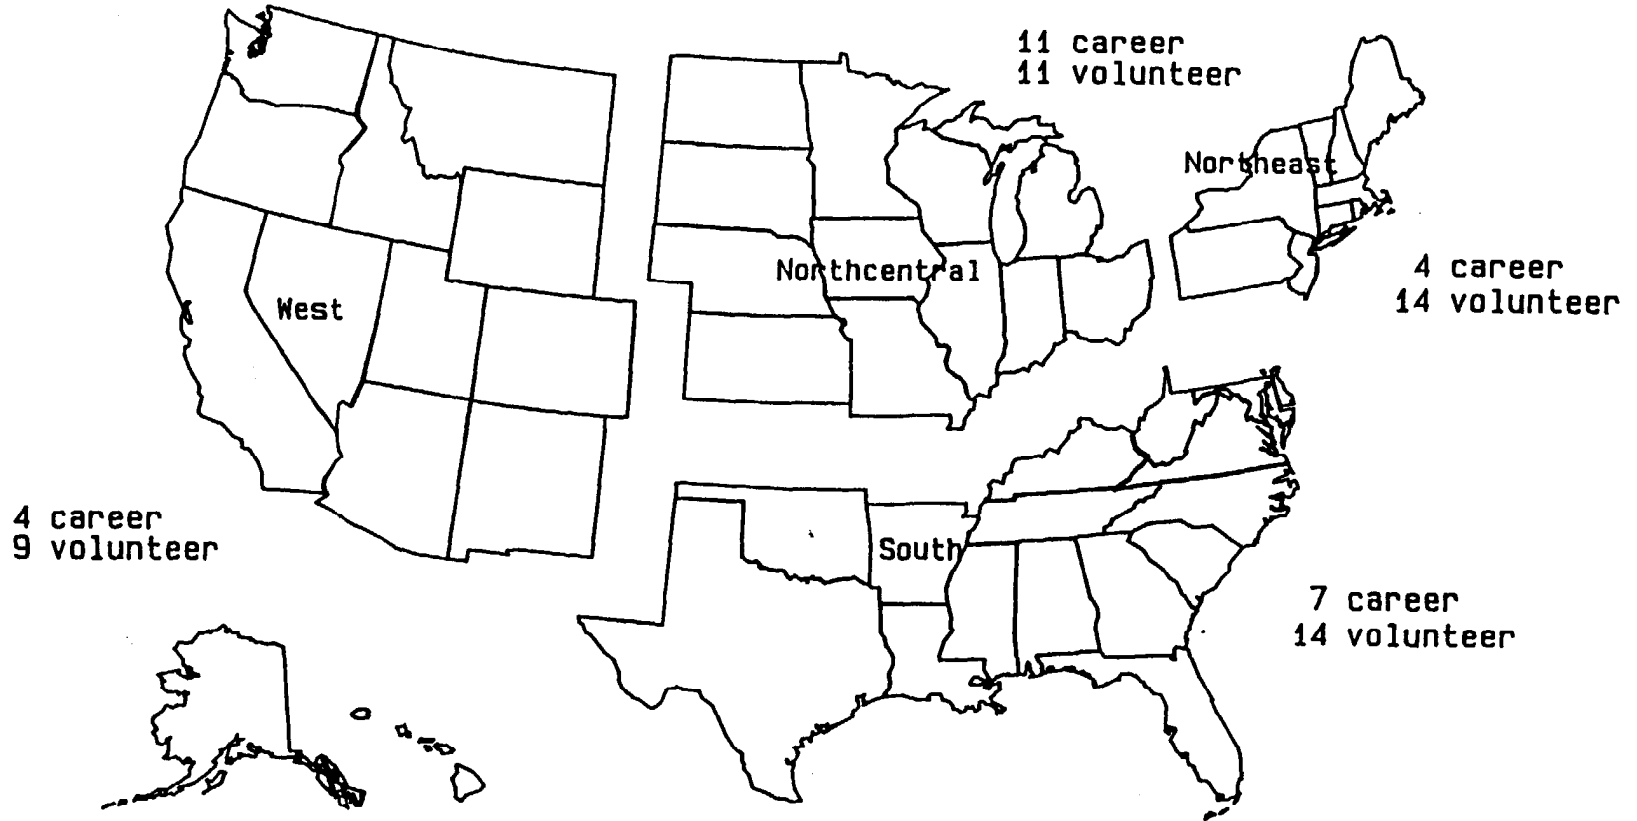 11 career
11 volunteer
Northeast
4 career
14 volunteer
Northcentral
West
4 career
9 volunteer
South
7 career
14 volunteer